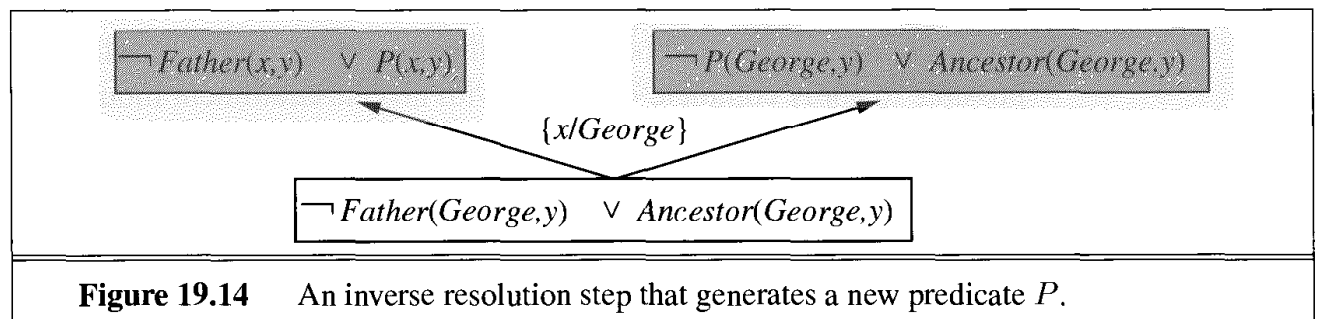 ¬ Father(x,y) ∨ P(x,y) ¬ P(George,y) ∨ Ancestor(George,y)
{x/George}
¬ Father(George,y) ∨ Ancestor(George,y)
Figure 19.14 An inverse resolution step that generates a new predicate P.